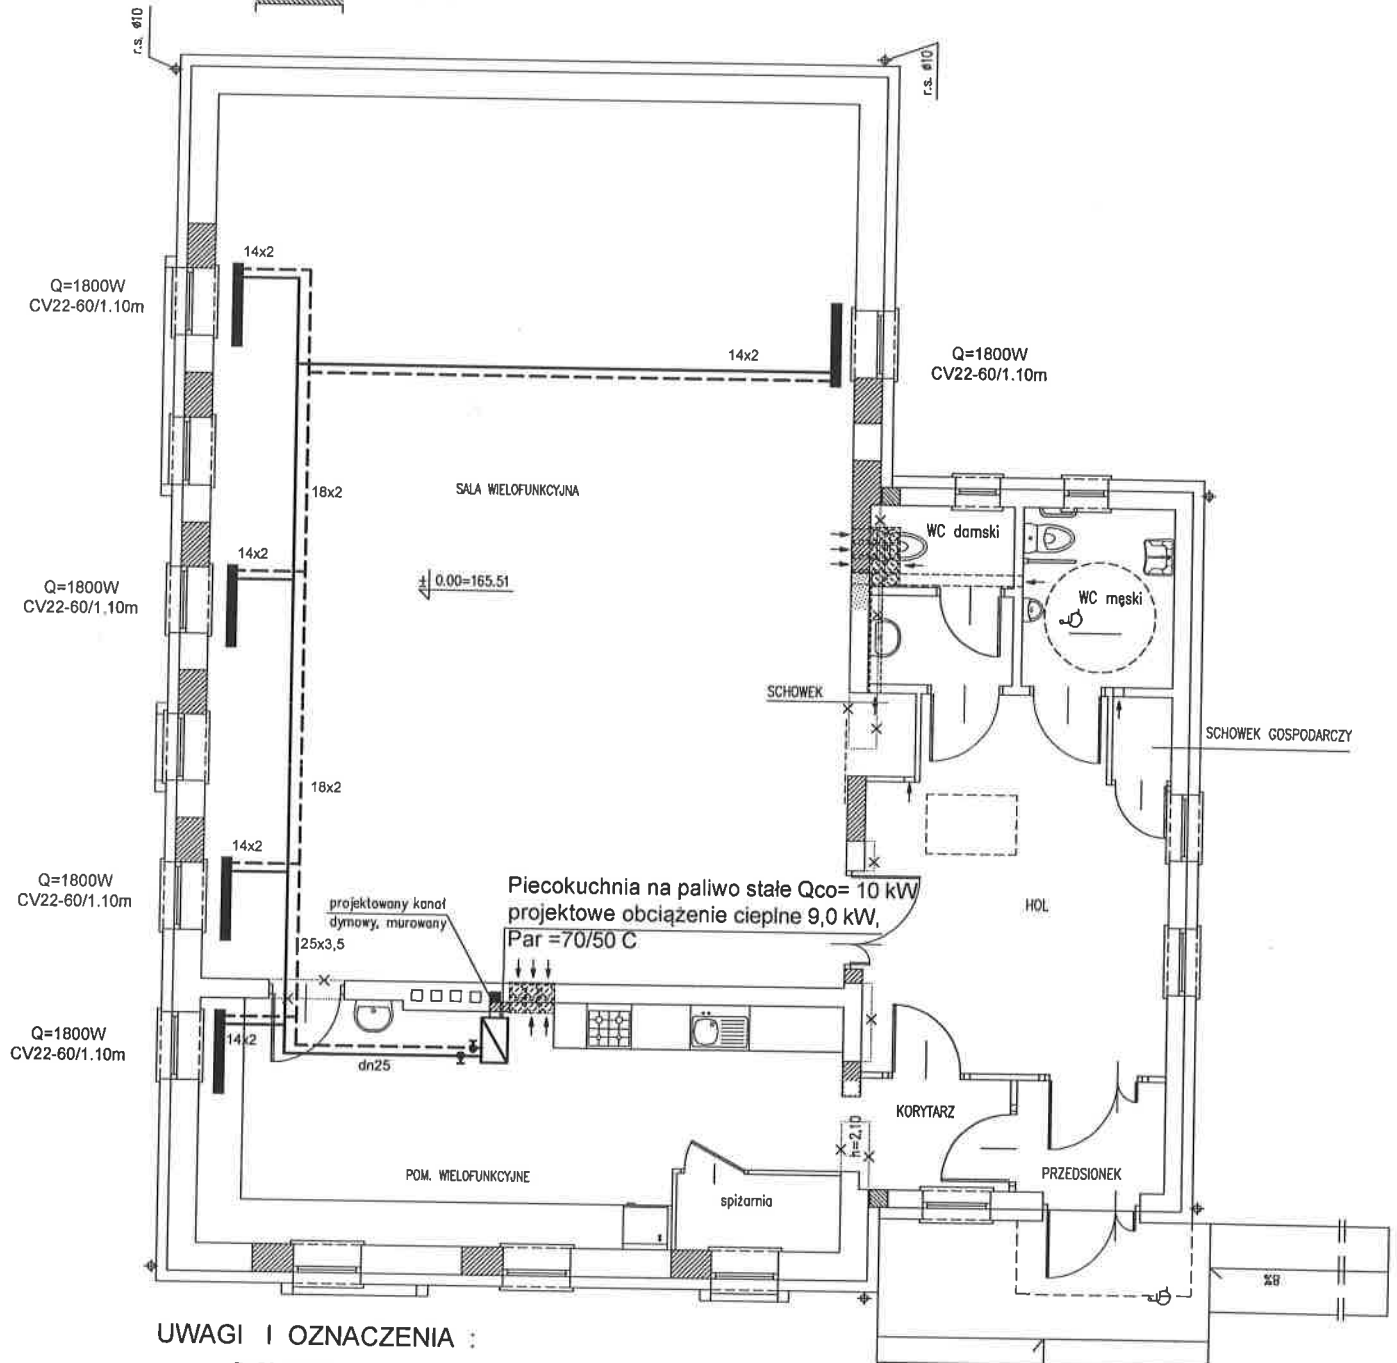 r.s. ø10
r.s. ø10
14x2
Q=1800W
CV22-60/1.10m
14x2
Q=1800W
CV22-60/1.10m
18x2
SALA WIELOFUNKCYJNA
WC damski
14x2
Q=1800W
CV22-60/1,10m
± 0.00=165.51
WC męski
SCHOWEK
SCHOWEK GOSPODARCZY
18x2
14x2
Q=1800W
CV22-60/1.10m
projektowany kanał
dymowy, murowany
Piecokuchnia na paliwo stałe Qco= 10 kW
projektowe obciążenie cieplne 9,0 kW,
Par =70/50 C
HOL
25x3,5
Q=1800W
CV22-60/1.10m
14x2
dn25
KORYTARZ
h=2,10
POM. WIELOFUNKCYJNE
PRZEDSIONEK
spiżarnia
8%
UWAGI I OZNACZENIA :